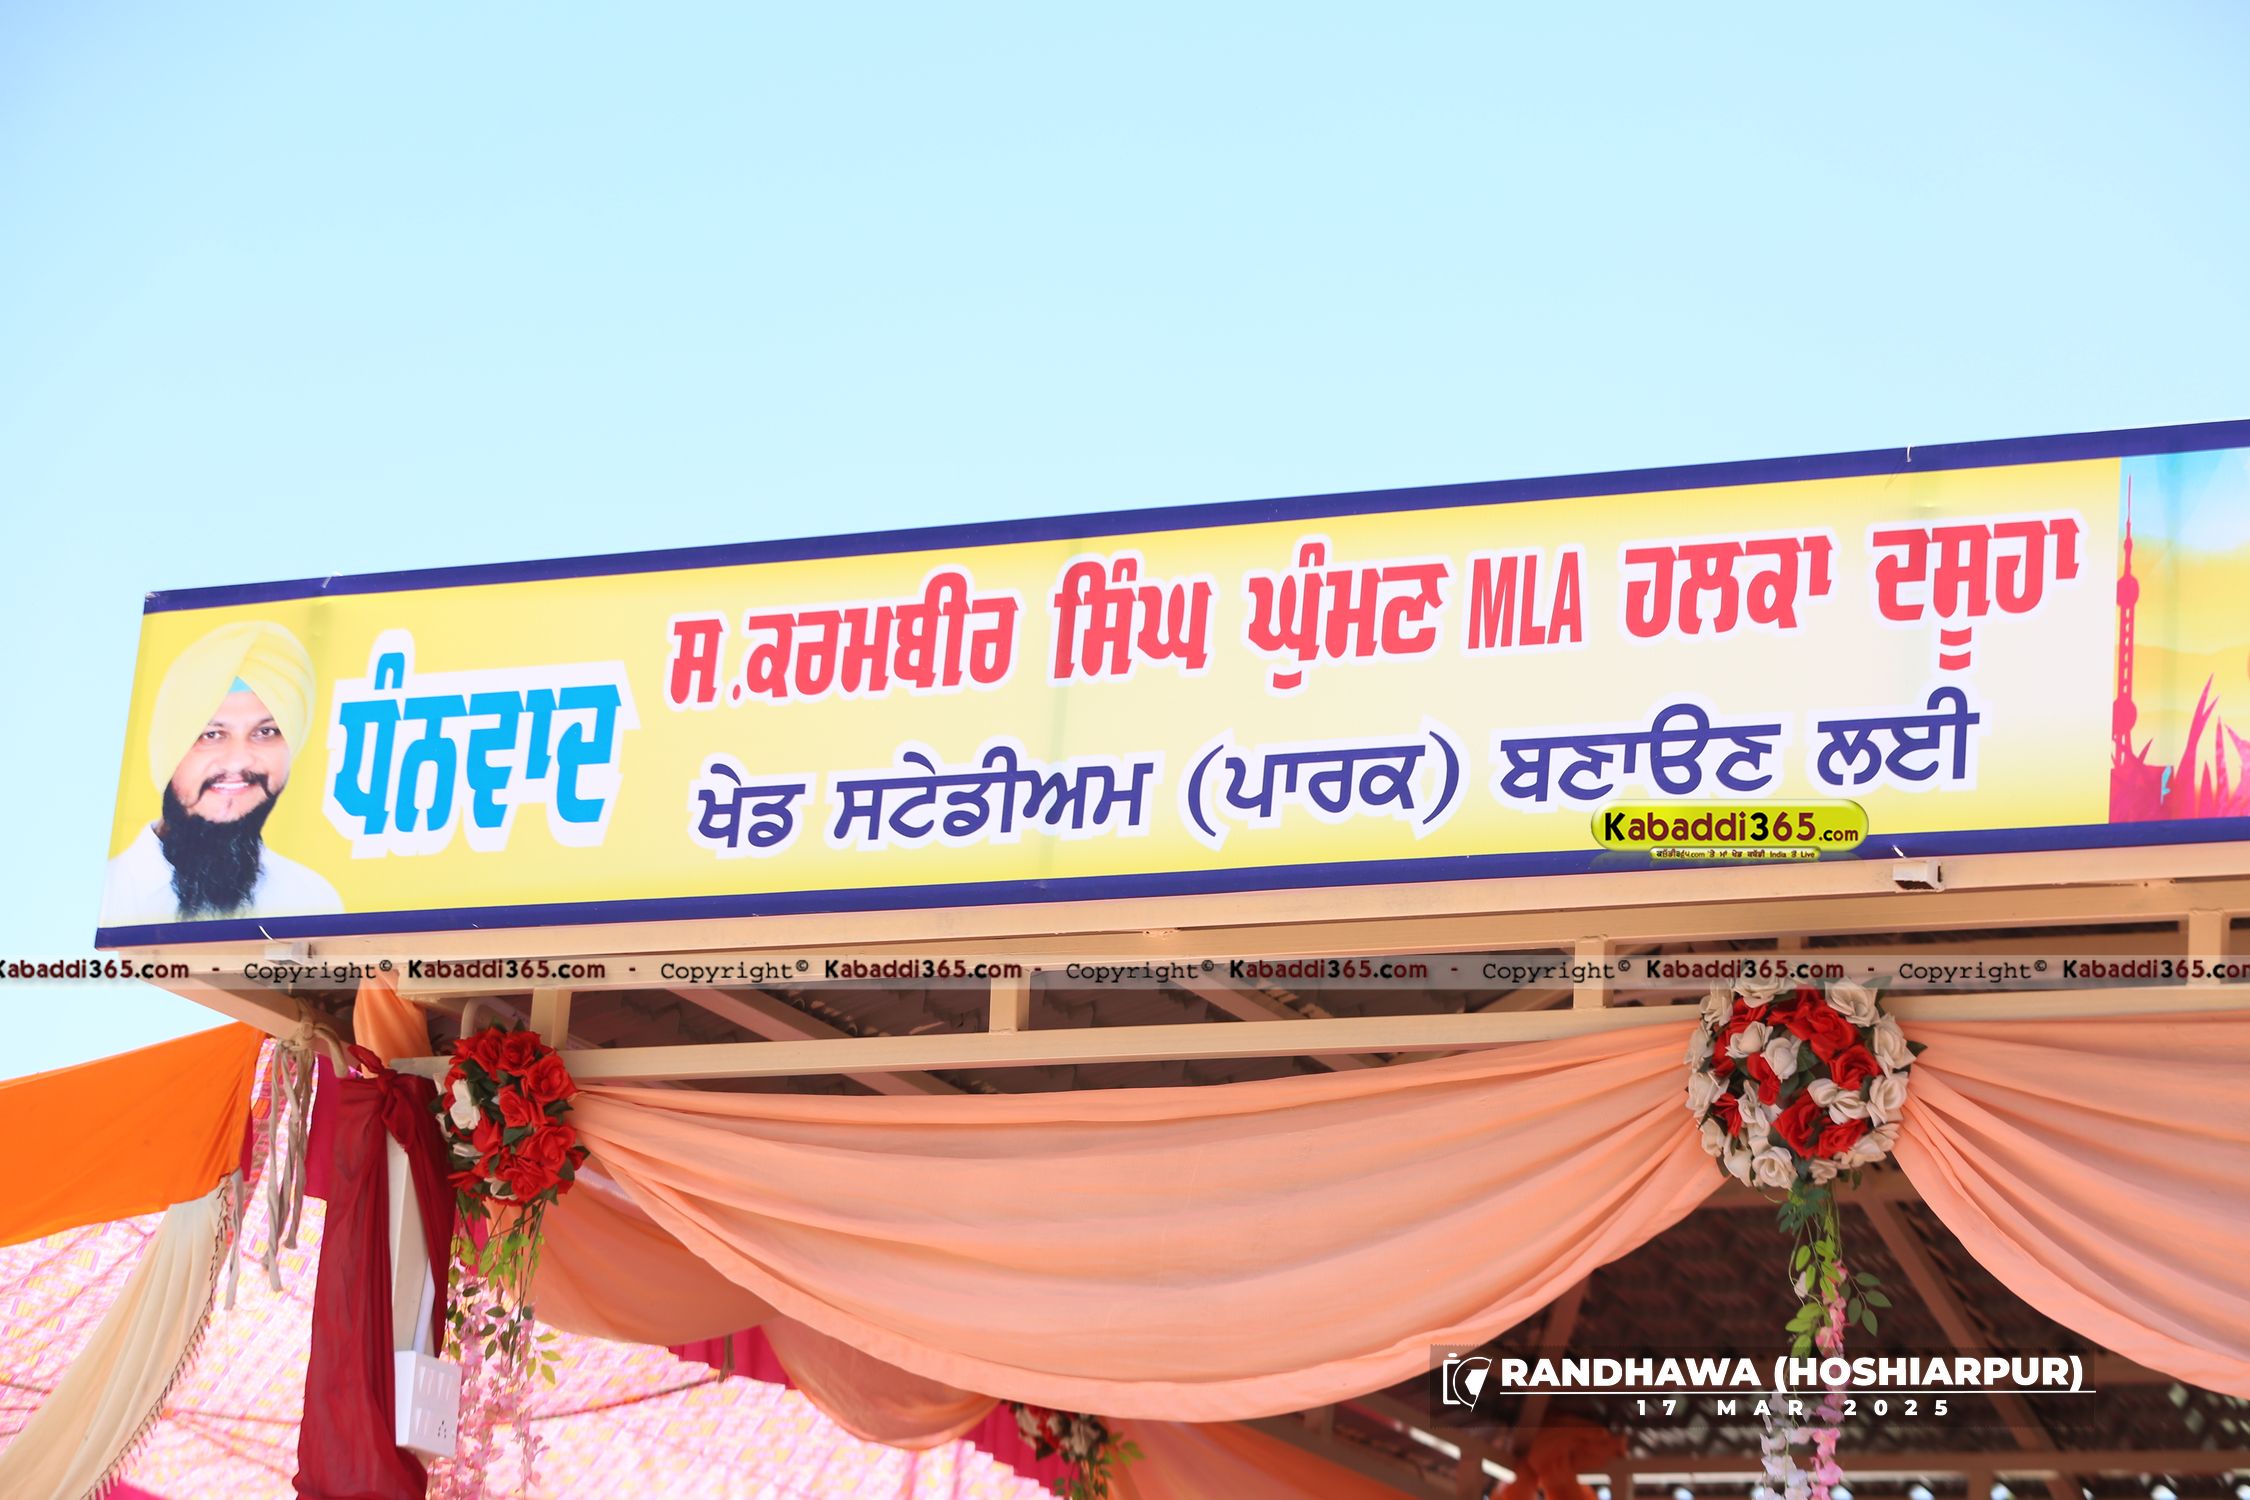 ਧੰਨਵਾਦ
ਸ.ਕਰਮਬੀਰ ਸਿੰਘ ਘੁੰਮਣ MLA ਹਲਕਾ ਦਸੂਹਾ
ਖੇਡ ਸਟੇਡੀਅਮ (ਪਾਰਕ) ਬਣਾਉਣ ਲਈ
Kabaddi365.com
Kabaddi365.com - Copyright© Kabaddi365.com - Copyright© Kabaddi365.com - Copyright© Kabaddi365.com - Copyright© Kabaddi365.com - Copyright© Kabaddi365.com
RANDHAWA (HOSHIARPUR)
17 MAR 2025